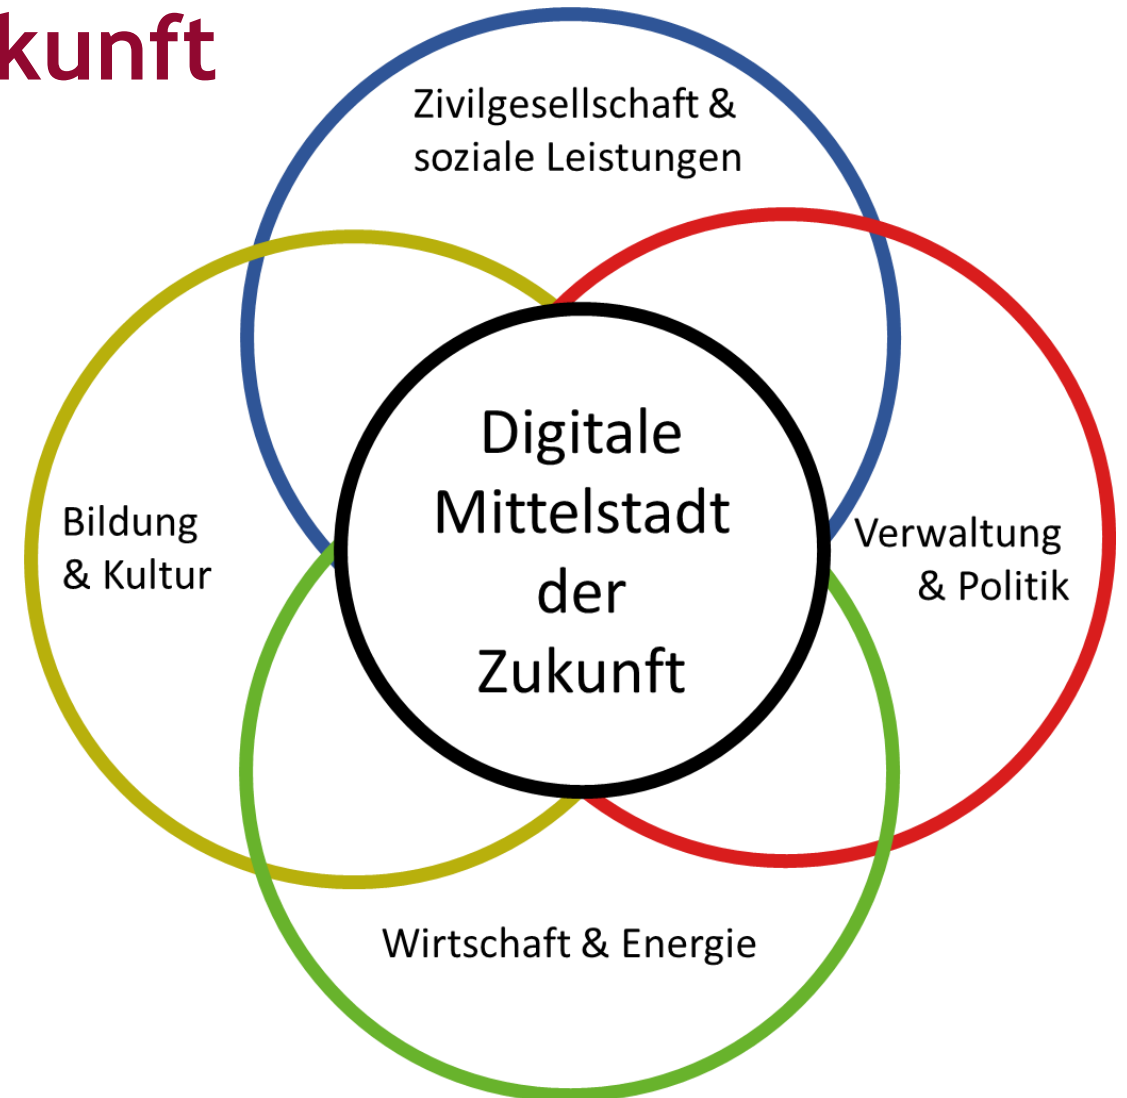 kunft
Zivilgesellschaft &
soziale Leistungen
Digitale
Mittelstadt
der
Zukunft
Bildung
& Kultur
Verwaltung
& Politik
Wirtschaft & Energie